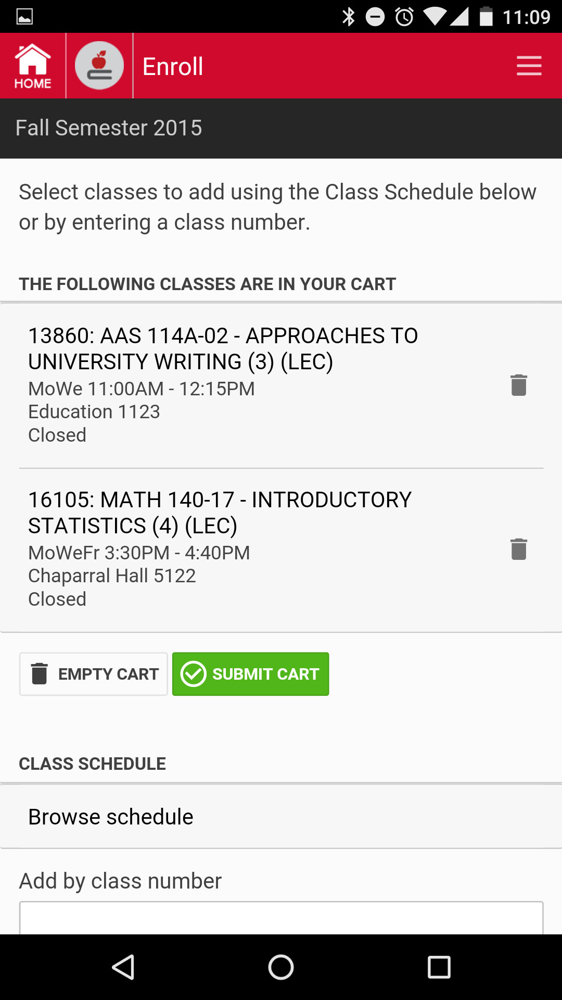 11:09
HOME
Enroll
Fall Semester 2015
Select classes to add using the Class Schedule below
or by entering a class number.
THE FOLLOWING CLASSES ARE IN YOUR CART
13860: AAS 114A-02 - APPROACHES TO
UNIVERSITY WRITING (3) (LEC)
MoWe 11:00AM - 12:15PM
Education 1123
Closed
16105: MATH 140-17 - INTRODUCTORY
STATISTICS (4) (LEC)
MoWeFr 3:30PM - 4:40PM
Chaparral Hall 5122
Closed
EMPTY CART
SUBMIT CART
CLASS SCHEDULE
Browse schedule
Add by class number